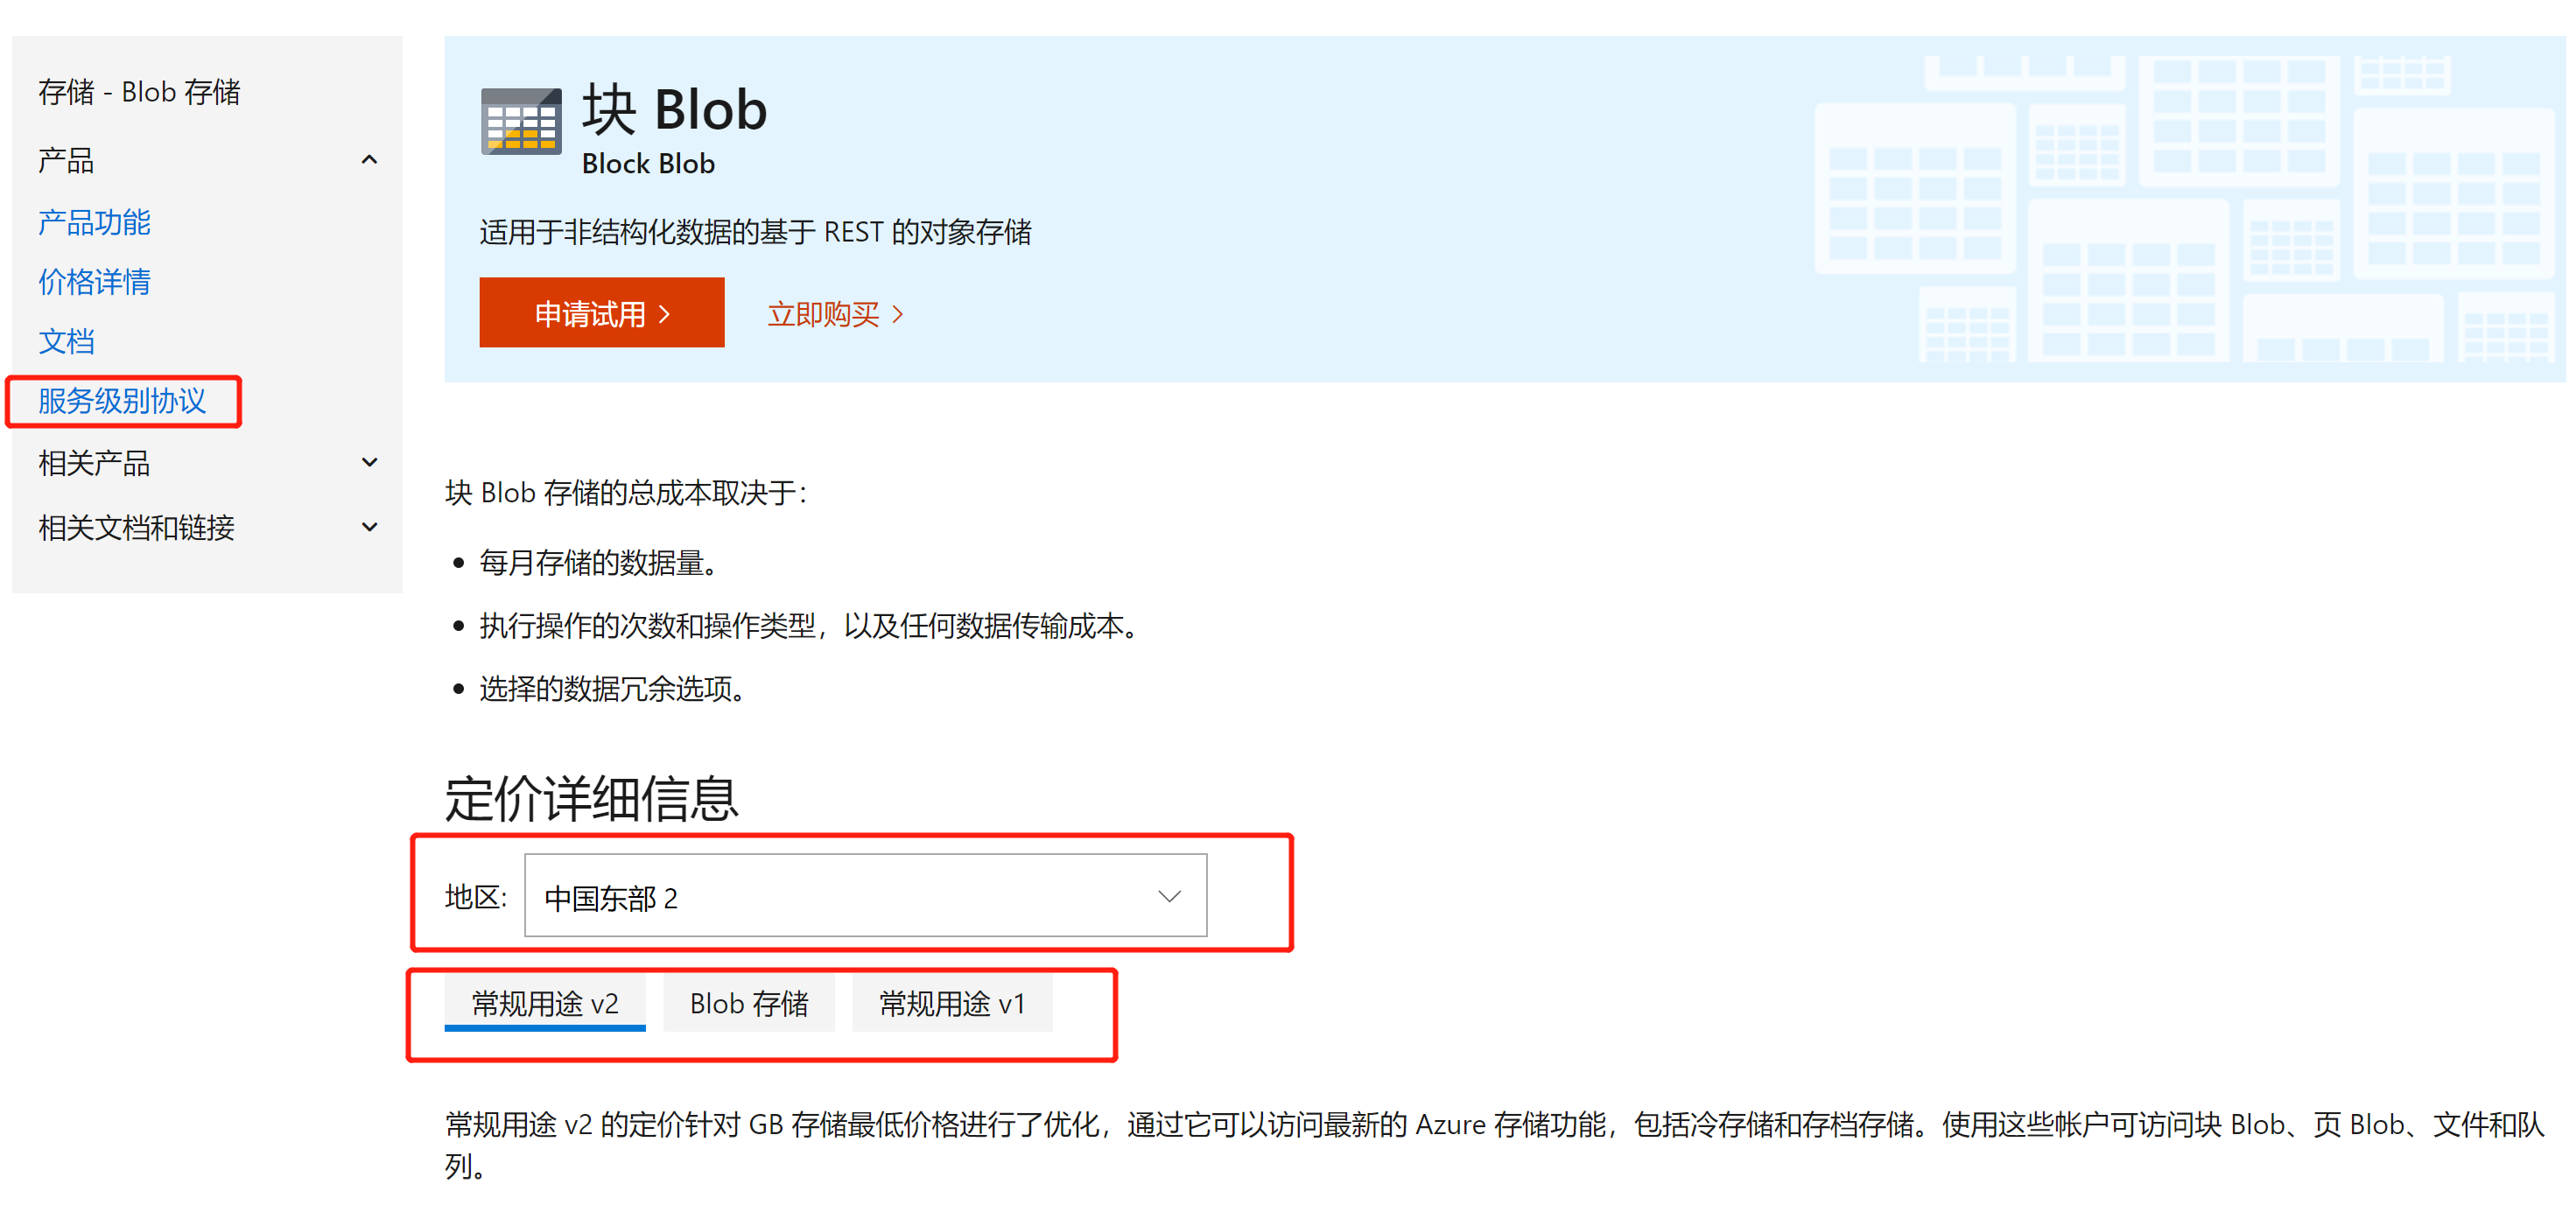 存储 - Blob 存储
产品
产品功能
价格详情
文档
服务级别协议
相关产品
相关文档和链接
块 Blob
Block Blob
适用于非结构化数据的基于 REST 的对象存储
申请试用
立即购买
块 Blob 存储的总成本取决于：
每月存储的数据量。
执行操作的次数和操作类型，以及任何数据传输成本。
选择的数据冗余选项。
定价详细信息
地区: 中国东部 2
常规用途 v2 Blob 存储 常规用途 v1
常规用途 v2 的定价针对 GB 存储最低价格进行了优化，通过它可以访问最新的 Azure 存储功能，包括冷存储和存档存储。使用这些帐户可访问块 Blob、页 Blob、文件和队
列。